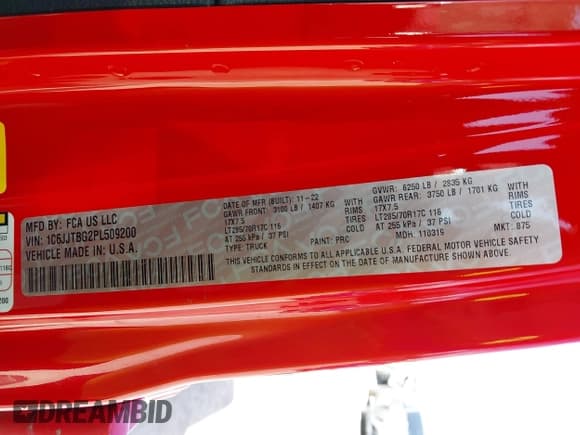 MFD BY: FCA US LLC
VIN: 1C6JJTBG2PL509200
VEHICLE MADE IN: U.S.A.
DATE OF MFR (BUILT): 11-22
GAWR FRONT: 3100 LB / 1407 KG
WITH
17X7.5
RIMS
LT285/70R17C 116
TIRES
AT 255 kPa / 37 PSI
COLD
TYPE: TRUCK
PAINT: PRC
GVWR: 6250 LB / 2835 KG
GAWR REAR: 3750 LB / 1701 KG
WITH
17X7.5
RIMS
LT285/70R17C 116
TIRES
AT 255 kPa / 37 PSI
COLD
MDH: 110319
MKT: 875
THIS VEHICLE CONFORMS TO ALL APPLICABLE U.S.A. FEDERAL MOTOR VEHICLE SAFETY
STANDARDS IN EFFECT ON THE DATE OF MANUFACTURE SHOWN ABOVE.
DREAMBID